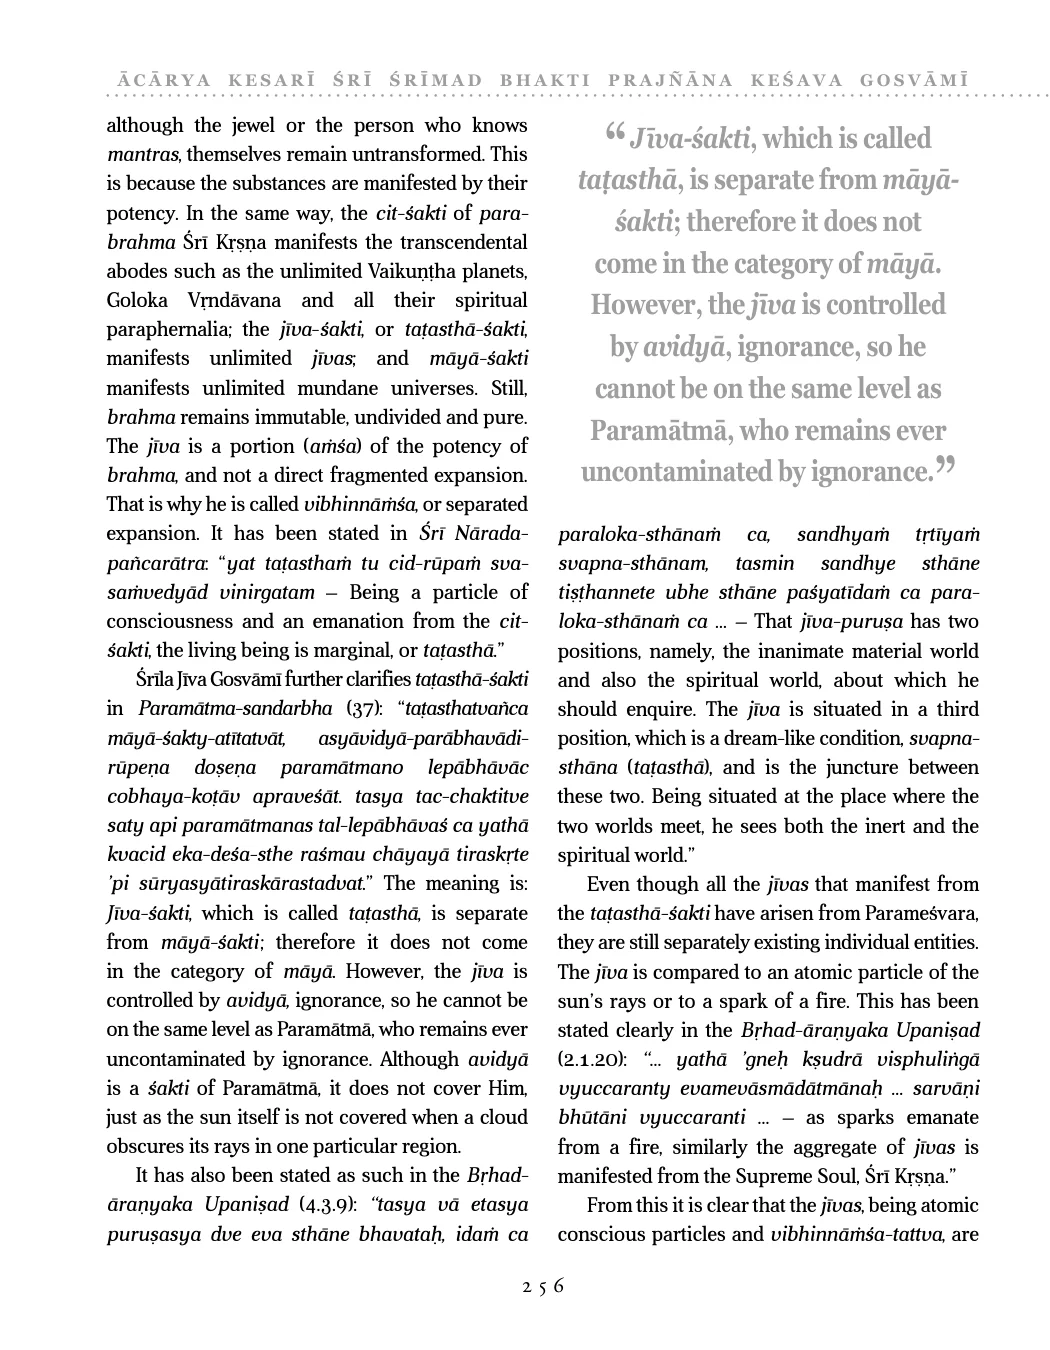 ĀCĀRYA KESARĪ ŚRĪ ŚRĪMAD BHAKTI PRAJÑĀNA KEŚAVA GOSVĀMĪ
although the jewel or the person who knows
mantras, themselves remain untransformed. This
is because the substances are manifested by their
potency. In the same way, the cit-śakti of para-
brahma Śrī Kṛṣṇa manifests the transcendental
abodes such as the unlimited Vaikuṇṭha planets,
Goloka Vṛndāvana and all their spiritual
paraphernalia; the jīva-śakti, or taṭasthā-śakti,
manifests unlimited jīvas; and māyā-śakti
manifests unlimited mundane universes. Still,
brahma remains immutable, undivided and pure.
The jīva is a portion (aṁśa) of the potency of
brahma, and not a direct fragmented expansion.
That is why he is called vibhinnāṁśa, or separated
expansion. It has been stated in Śrī Nārada-
pañcarātra: “yat taṭasthaṁ tu cid-rūpaṁ sva-
saṁvedyād vinirgatam – Being a particle of
consciousness and an emanation from the cit-
śakti, the living being is marginal, or taṭasthā.”
Śrīla Jīva Gosvāmī further clarifies taṭasthā-śakti
in Paramātma-sandarbha (37): “taṭasthatvañca
māyā-śakty-atītatvāt, asyāvidyā-parābhavādi-
rūpeṇa doṣeṇa paramātmano lepābhāvāc
cobhaya-koṭāv apraveśāt. tasya tac-chaktitve
saty api paramātmanas tal-lepābhāvaś ca yathā
kvacid eka-deśa-sthe raśmau chāyayā tiraskṛte
’pi sūryasyātiraskārastadvat.” The meaning is:
Jīva-śakti, which is called taṭasthā, is separate
from māyā-śakti; therefore it does not come
in the category of māyā. However, the jīva is
controlled by avidyā, ignorance, so he cannot be
on the same level as Paramātmā, who remains ever
uncontaminated by ignorance. Although avidyā
is a śakti of Paramātmā, it does not cover Him,
just as the sun itself is not covered when a cloud
obscures its rays in one particular region.
It has also been stated as such in the Bṛhad-
āraṇyaka Upaniṣad (4.3.9): “tasya vā etasya
puruṣasya dve eva sthāne bhavataḥ, idaṁ ca
“Jīva-śakti, which is called
taṭasthā, is separate from māyā-
śakti; therefore it does not
come in the category of māyā.
However, the jīva is controlled
by avidyā, ignorance, so he
cannot be on the same level as
Paramātmā, who remains ever
uncontaminated by ignorance.”
paraloka-sthānaṁ ca, sandhyaṁ tṛtīyaṁ
svapna-sthānam, tasmin sandhye sthāne
tiṣṭhannete ubhe sthāne paśyatīdaṁ ca para-
loka-sthānaṁ ca ... – That jīva-puruṣa has two
positions, namely, the inanimate material world
and also the spiritual world, about which he
should enquire. The jīva is situated in a third
position, which is a dream-like condition, svapna-
sthāna (taṭasthā), and is the juncture between
these two. Being situated at the place where the
two worlds meet, he sees both the inert and the
spiritual world.”
Even though all the jīvas that manifest from
the taṭasthā-śakti have arisen from Parameśvara,
they are still separately existing individual entities.
The jīva is compared to an atomic particle of the
sun’s rays or to a spark of a fire. This has been
stated clearly in the Bṛhad-āraṇyaka Upaniṣad
(2.1.20): “... yathā ’gneḥ kṣudrā visphuliṅgā
vyuccaranty evamevāsmādātmānaḥ ... sarvāṇi
bhūtāni vyuccaranti ... – as sparks emanate
from a fire, similarly the aggregate of jīvas is
manifested from the Supreme Soul, Śrī Kṛṣṇa.”
From this it is clear that the jīvas, being atomic
conscious particles and vibhinnāṁśa-tattva, are
256